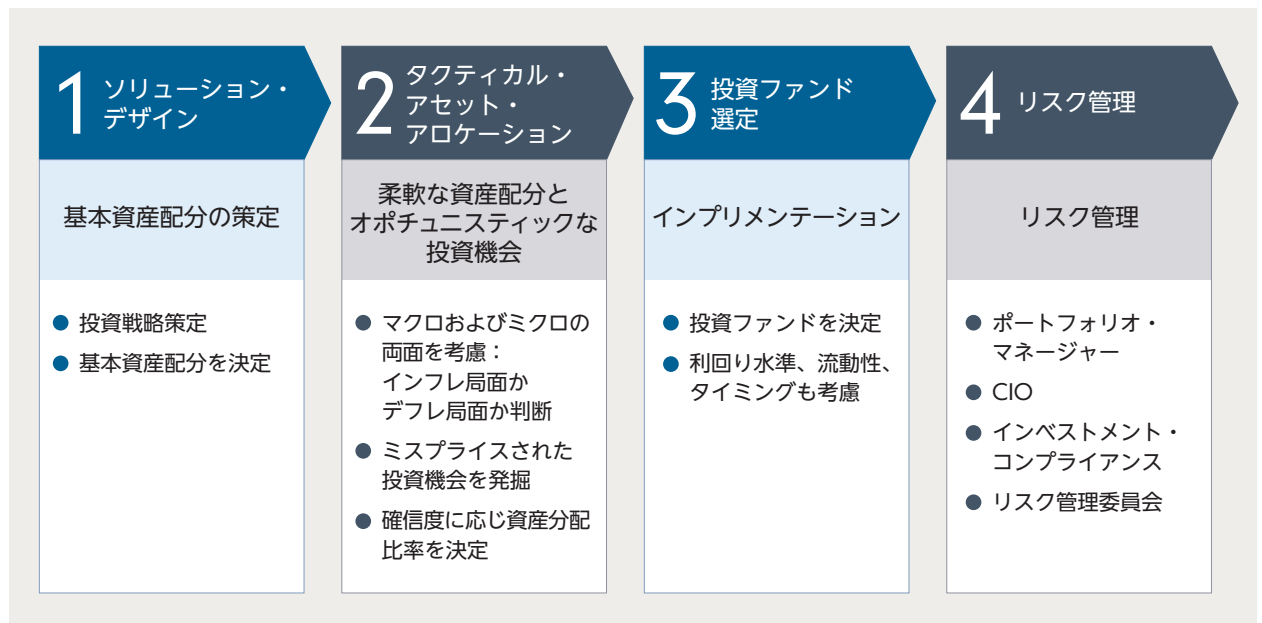 1
ソリューション・
デザイン
基本資産配分の策定
● 投資戦略策定
● 基本資産配分を決定
2
タクティカル・
アセット・
アロケーション
柔軟な資産配分と
オポチュニスティックな
投資機会
● マクロおよびミクロの
両面を考慮：
インフレ局面か
デフレ局面か判断
● ミスプライスされた
投資機会を発掘
● 確信度に応じ資産分配
比率を決定
3
投資ファンド
選定
インプリメンテーション
● 投資ファンドを決定
● 利回り水準、流動性、
タイミングも考慮
4
リスク管理
リスク管理
● ポートフォリオ・
マネージャー
● CIO
● インベストメント・
コンプライアンス
● リスク管理委員会